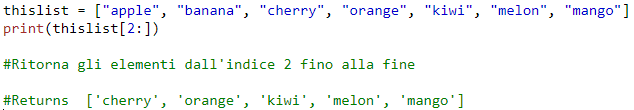 thislist = ["apple", "banana", "cherry", "orange", "kiwi", "melon", "mango"]
print(thislist[2:])
#Ritorna gli elementi dall'indice 2 fino alla fine
#Returns  ['cherry', 'orange', 'kiwi', 'melon', 'mango']